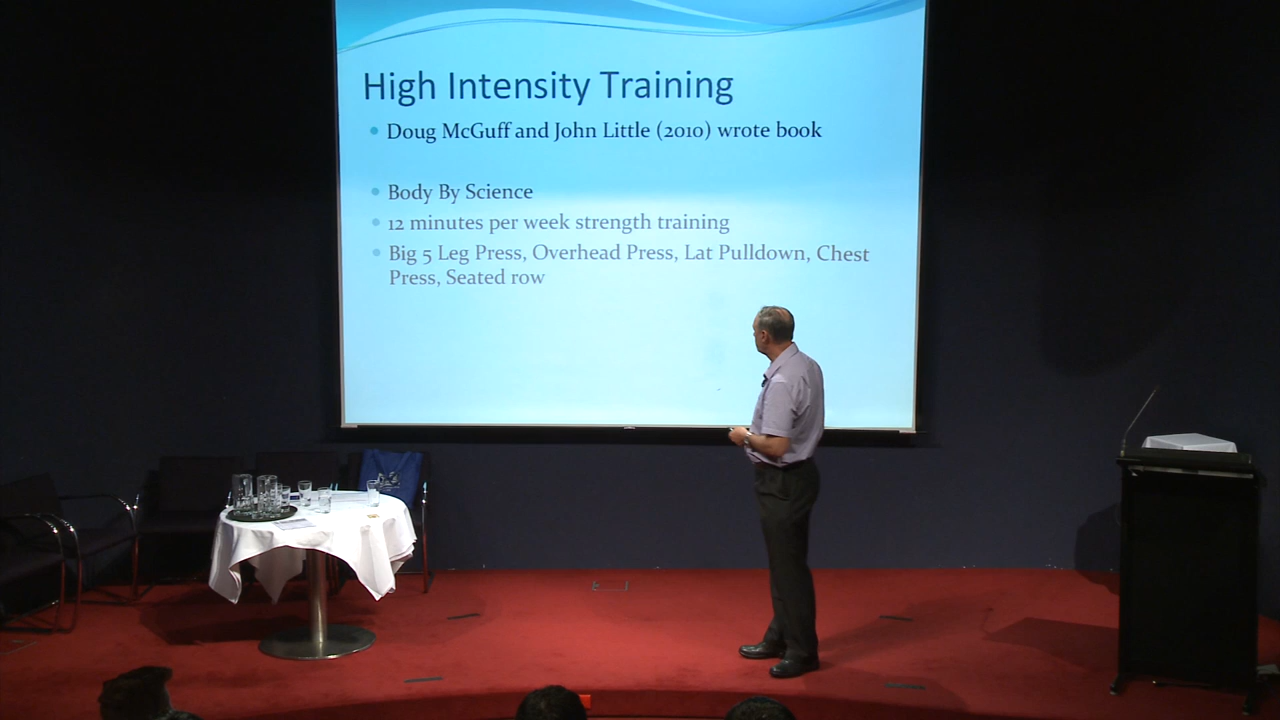 High Intensity Training
Doug McGuff and John Little (2010) wrote book
Body By Science
12 minutes per week strength training
Big 5 Leg Press, Overhead Press, Lat Pulldown, Chest
Press, Seated row